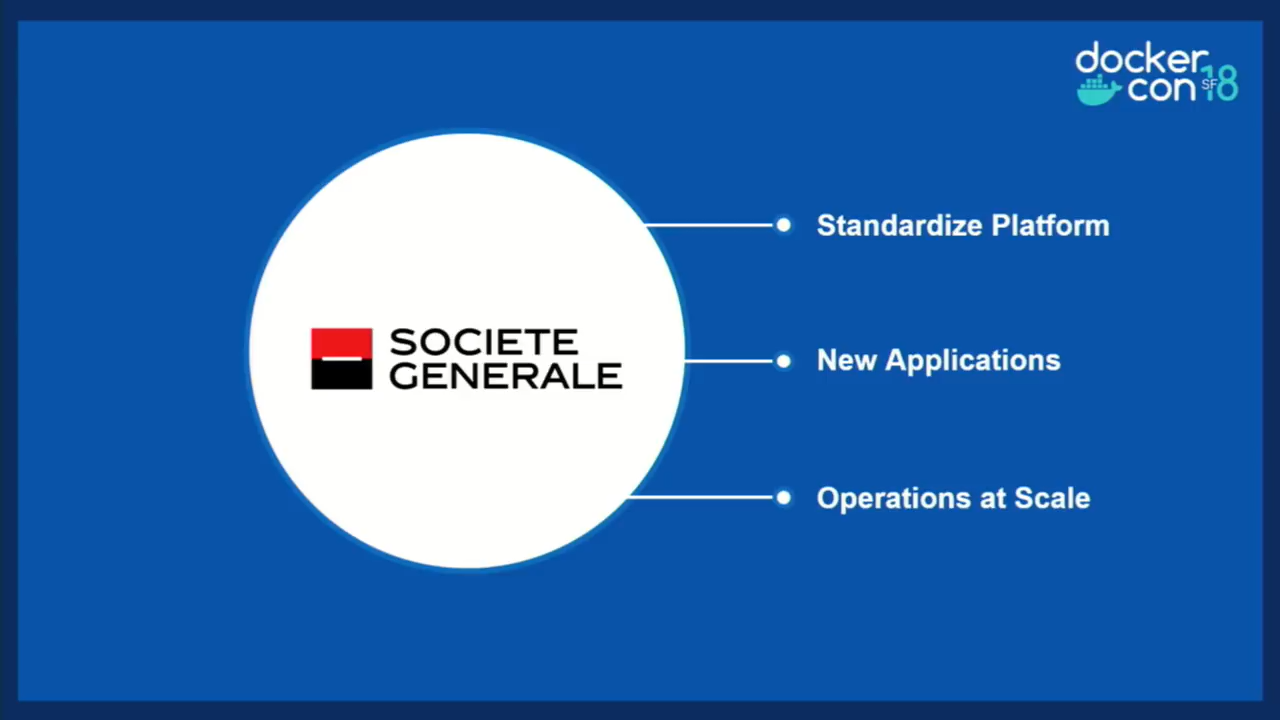 docker
con SF 18
Standardize Platform
SOCIETE
GENERALE
New Applications
Operations at Scale